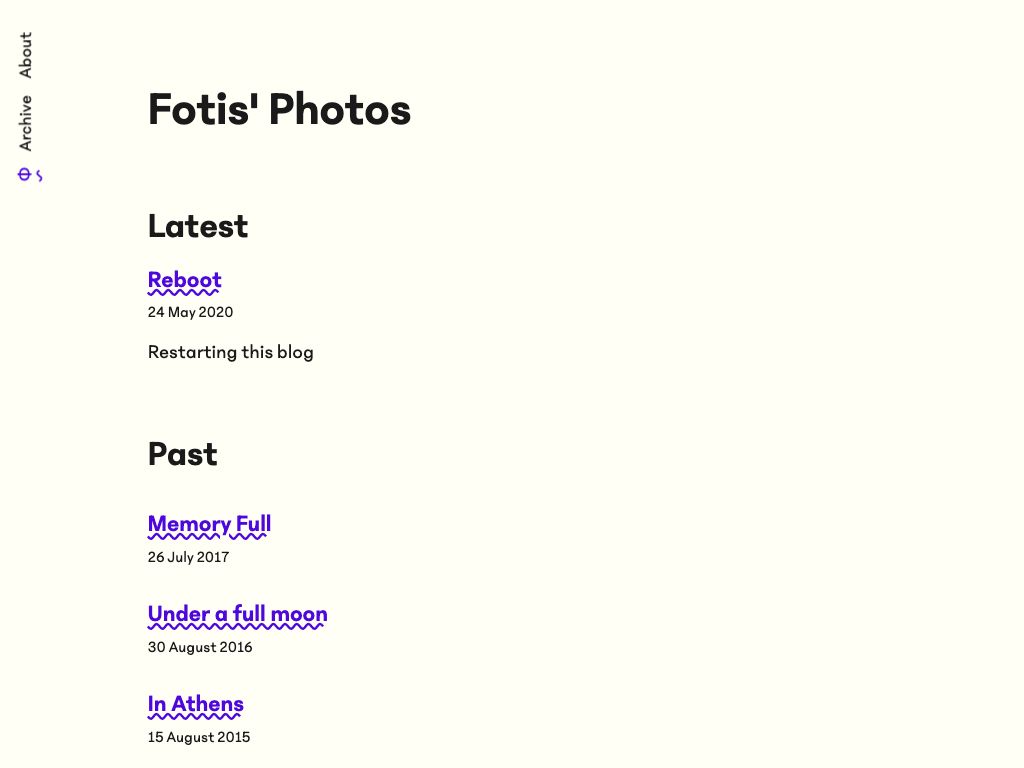 About
Archive
Φ
Fotis' Photos
Latest
Reboot
24 May 2020
Restarting this blog
Past
Memory Full
26 July 2017
Under a full moon
30 August 2016
In Athens
15 August 2015